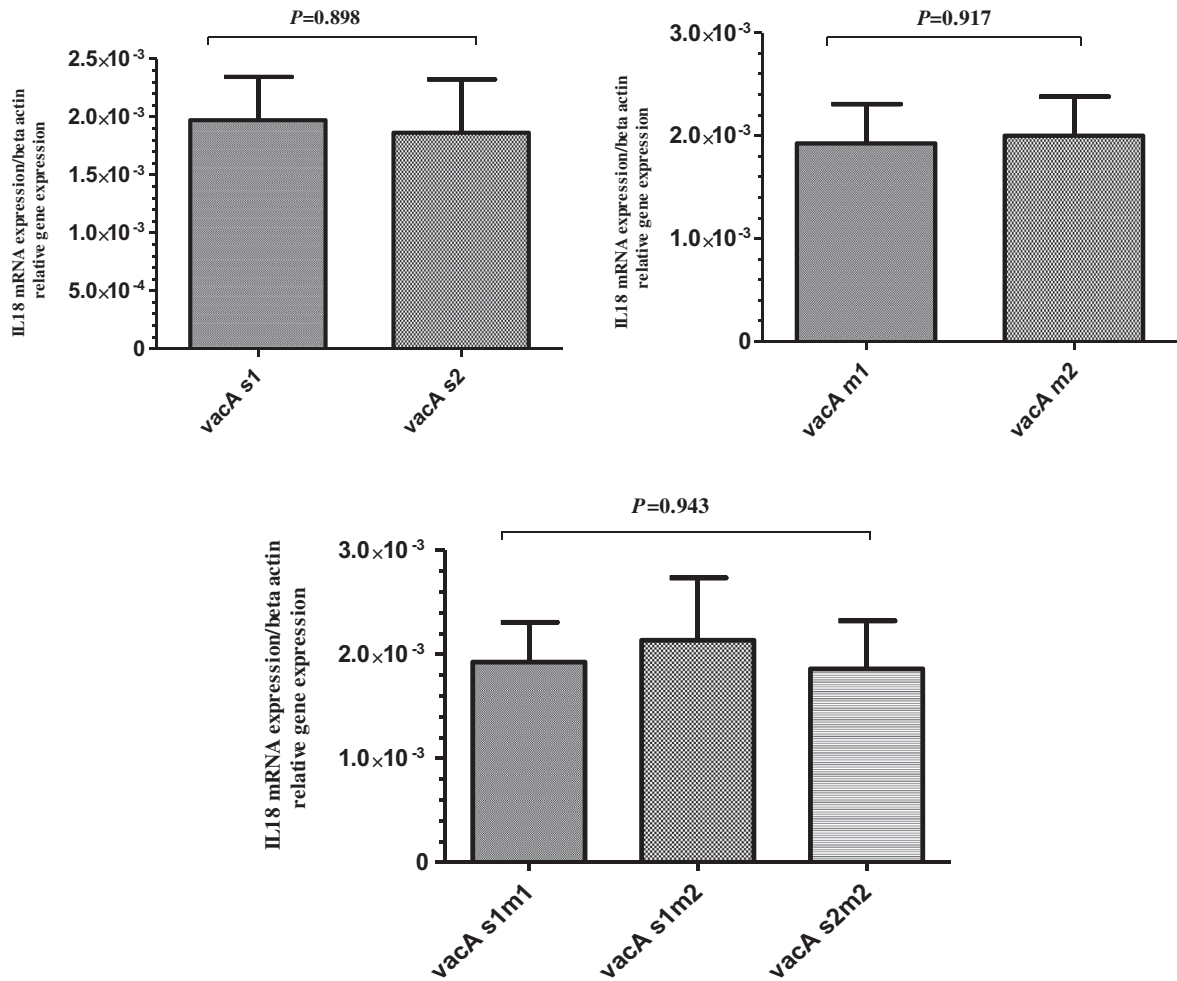 P=0.898
IL18 mRNA expression/beta actin
relative gene expression
2.5×10⁻³
2.0×10⁻³
1.5×10⁻³
1.0×10⁻³
5.0×10⁻⁴
0
vacA s1
vacA s2
P=0.917
IL18 mRNA expression/beta actin
relative gene expression
3.0×10⁻³
2.0×10⁻³
1.0×10⁻³
0
vacA m1
vacA m2
P=0.943
IL18 mRNA expression/beta actin
relative gene expression
3.0×10⁻³
2.0×10⁻³
1.0×10⁻³
0
vacA s1m1
vacA s1m2
vacA s2m2